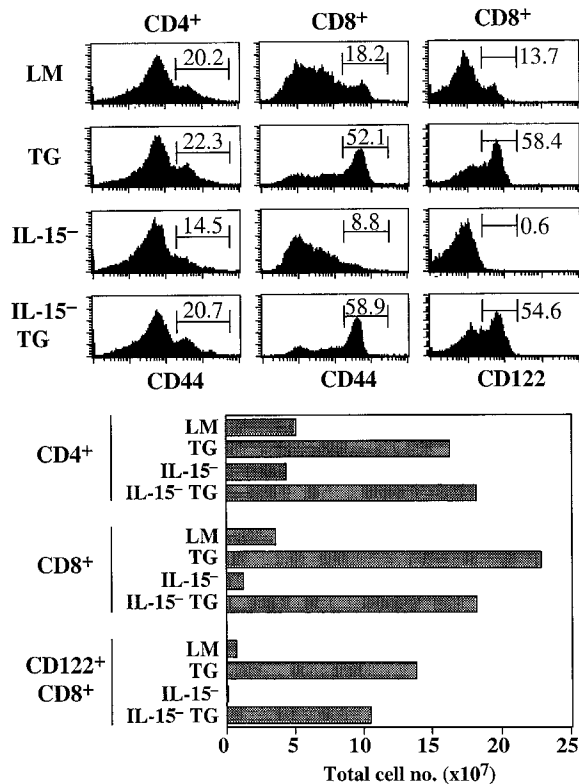 CD4⁺ CD8⁺ CD8⁺
LM 20.2 18.2 13.7
TG 22.3 52.1 58.4
IL-15⁻ 14.5 8.8 0.6
IL-15⁻ TG 20.7 58.9 54.6
CD44 CD44 CD122
CD4⁺
LM
TG
IL-15⁻
IL-15⁻ TG
CD8⁺
LM
TG
IL-15⁻
IL-15⁻ TG
CD122⁺
CD8⁺
LM
TG
IL-15⁻
IL-15⁻ TG
0 5 10 15 20 25
Total cell no. (x10⁷)